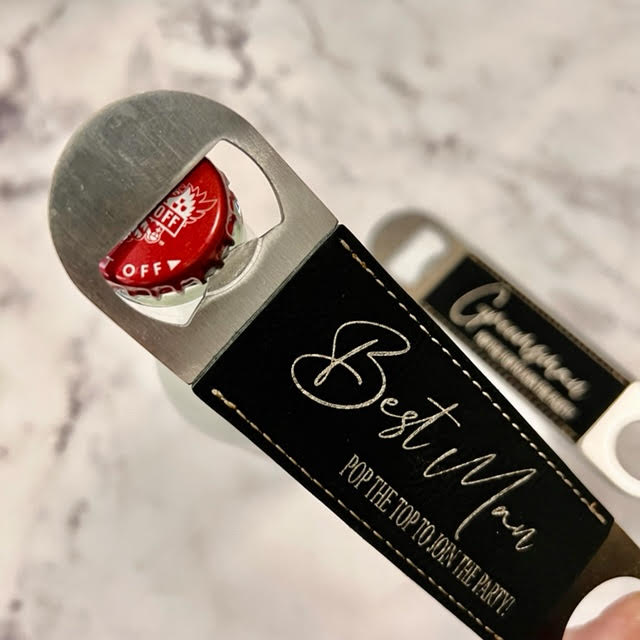 OFF
OFF▶
Best Man
POP THE TOP TO JOIN THE PARTY!
Groomsman